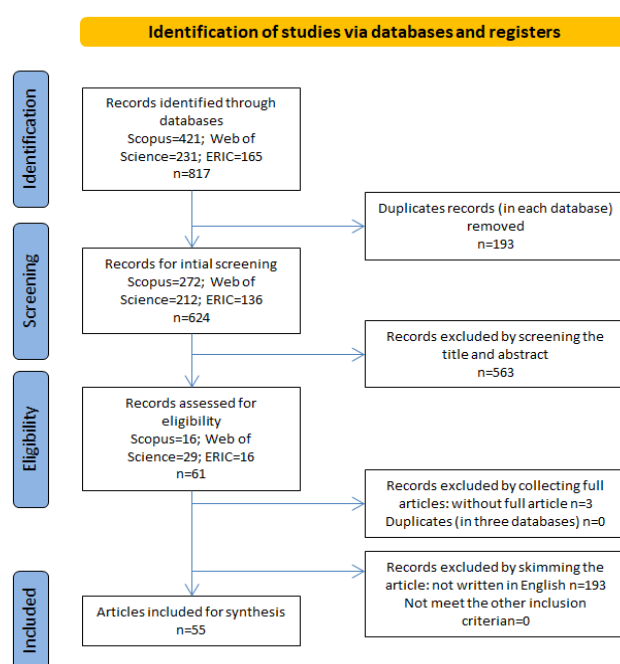 Identification of studies via databases and registers
Identification
Records identified through
databases
Scopus=421; Web of
Science=231; ERIC=165
n=817
Duplicates records (in each database)
removed
n=193
Screening
Records for intial screening
Scopus=272; Web of
Science=212; ERIC=136
n=624
Records excluded by screening the
title and abstract
n=563
Eligibility
Records assessed for
eligibility
Scopus=16; Web of
Science=29; ERIC=16
n=61
Records excluded by collecting full
articles: without full article n=3
Duplicates (in three databases) n=0
Records excluded by skimming the
article: not written in English n=193
Not meet the other inclusion
criterian=0
Included
Articles included for synthesis
n=55